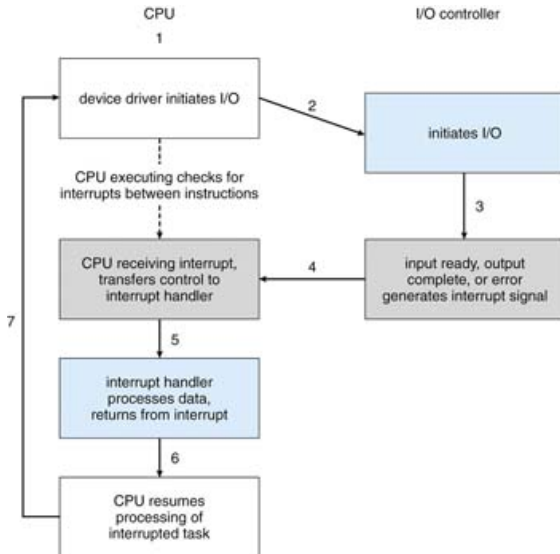 CPU
I/O controller
1
device driver initiates I/O
2
initiates I/O
CPU executing checks for
interrupts between instructions
3
CPU receiving interrupt,
transfers control to
interrupt handler
4
input ready, output
complete, or error
generates interrupt signal
7
5
interrupt handler
processes data,
returns from interrupt
6
CPU resumes
processing of
interrupted task